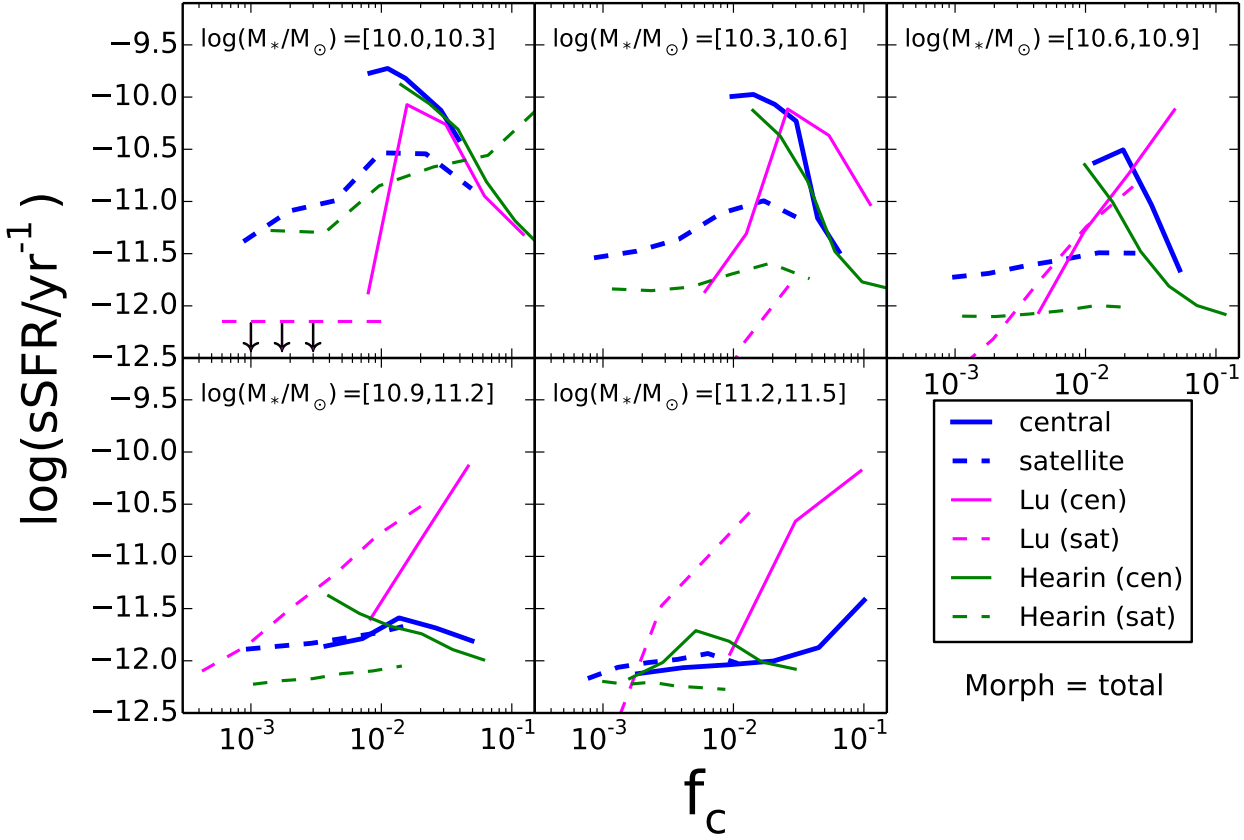 log(M*/M⊙) =[10.0,10.3]
log(M*/M⊙) =[10.3,10.6]
log(M*/M⊙) =[10.6,10.9]
−9.5
−10.0
−10.5
−11.0
−11.5
−12.0
−12.5
10^-3
10^-2
10^-1
log(M*/M⊙) =[10.9,11.2]
log(M*/M⊙) =[11.2,11.5]
−9.5
−10.0
−10.5
−11.0
−11.5
−12.0
−12.5
10^-3
10^-2
10^-1
10^-3
10^-2
10^-1
log(sSFR/yr^-1)
f_c
central
satellite
Lu (cen)
Lu (sat)
Hearin (cen)
Hearin (sat)
Morph = total